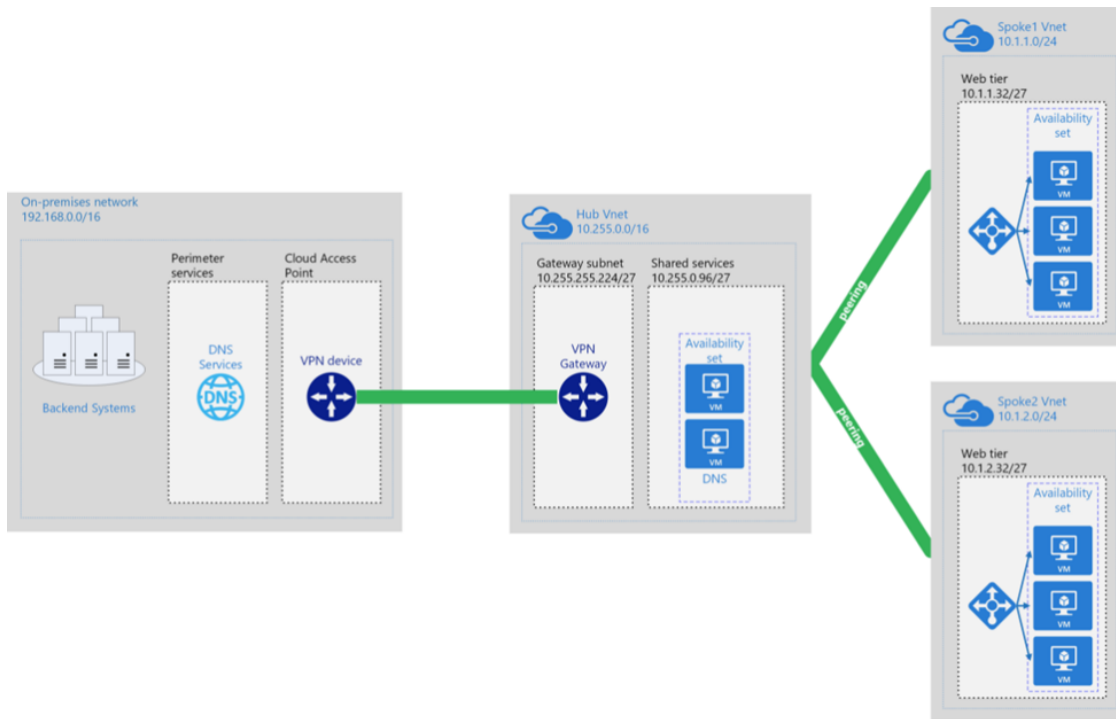 On-premises network
192.168.0.0/16
Perimeter
services
DNS
Services
DNS
Cloud Access
Point
VPN device
Backend Systems
Hub Vnet
10.255.0.0/16
Gateway subnet
10.255.255.224/27
VPN
Gateway
Shared services
10.255.0.96/27
Availability
set
VM
VM
DNS
peering
peering
Spoke1 Vnet
10.1.1.0/24
Web tier
10.1.1.32/27
Availability
set
VM
VM
VM
Spoke2 Vnet
10.1.2.0/24
Web tier
10.1.2.32/27
Availability
set
VM
VM
VM